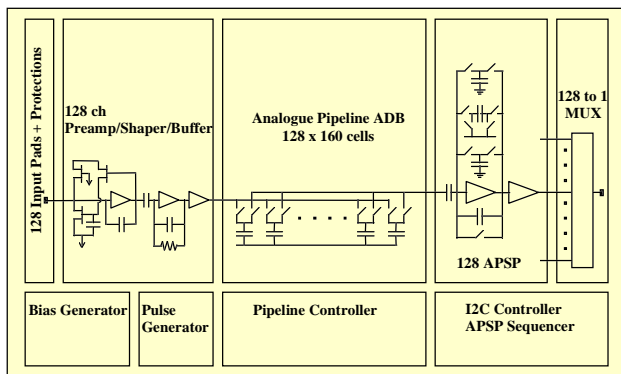 128 Input Pads + Protections
128 ch
Preamp/Shaper/Buffer
Analogue Pipeline ADB
128 x 160 cells
128 APSP
128 to 1
MUX
Bias Generator
Pulse
Generator
Pipeline Controller
I2C Controller
APSP Sequencer